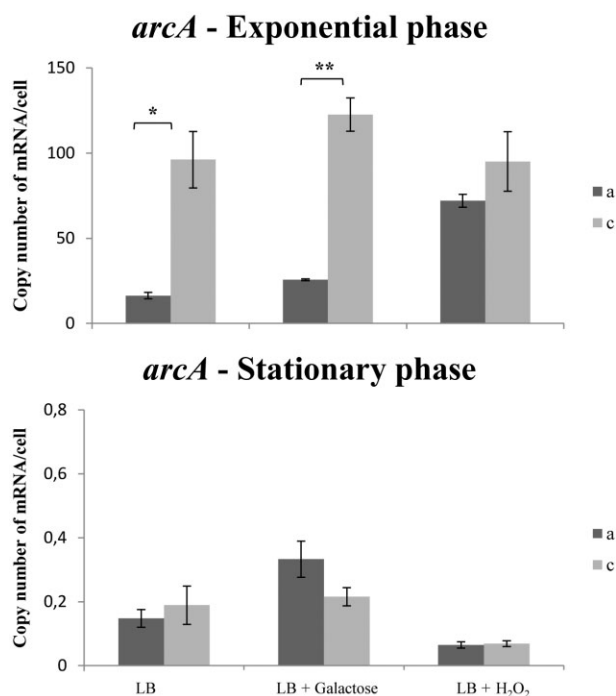 arcA - Exponential phase
Copy number of mRNA/cell
150
100
50
0
*
**
a
c
arcA - Stationary phase
Copy number of mRNA/cell
0,8
0,6
0,4
0,2
0
a
c
LB
LB + Galactose
LB + H₂O₂